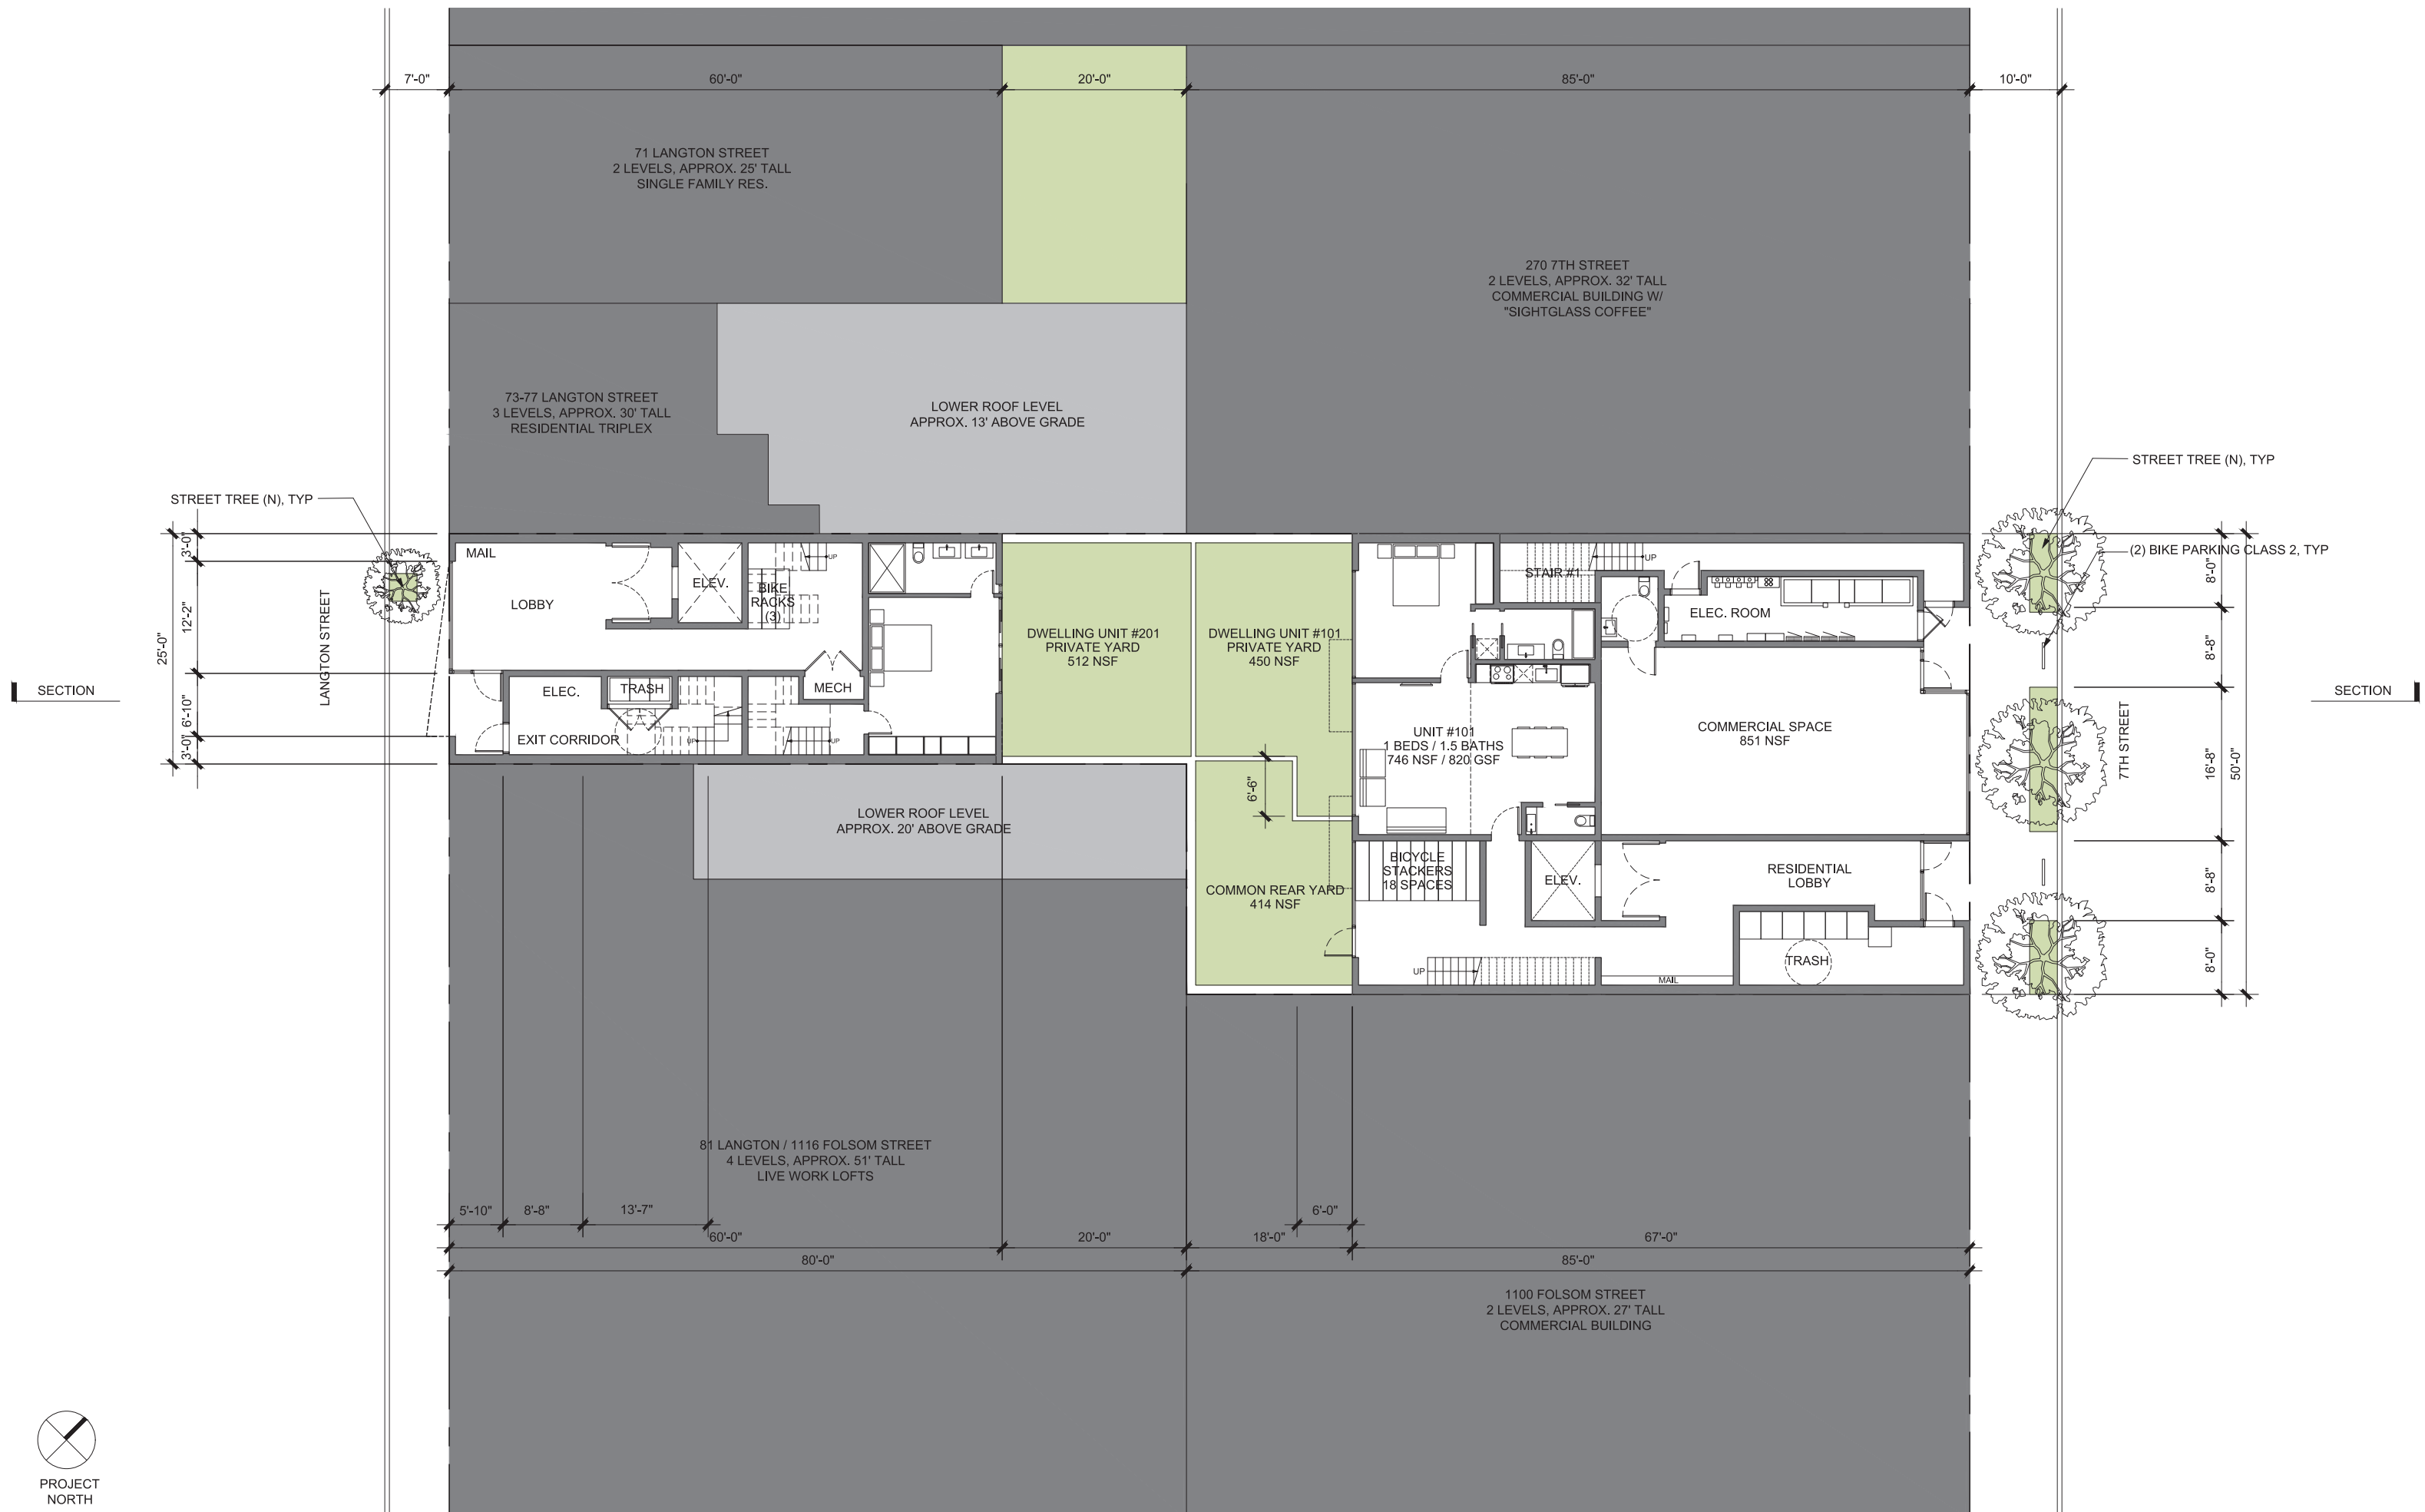 7'-0"
60'-0"
20'-0"
85'-0"
10'-0"
71 LANGTON STREET
2 LEVELS, APPROX. 25' TALL
SINGLE FAMILY RES.
270 7TH STREET
2 LEVELS, APPROX. 32' TALL
COMMERCIAL BUILDING W/
"SIGHTGLASS COFFEE"
73-77 LANGTON STREET
3 LEVELS, APPROX. 30' TALL
RESIDENTIAL TRIPLEX
LOWER ROOF LEVEL
APPROX. 13' ABOVE GRADE
STREET TREE (N), TYP
STREET TREE (N), TYP
(2) BIKE PARKING CLASS 2, TYP
25'-0"
3'-0"
12'-2"
6'-10"
3'-0"
LANGTON STREET
SECTION
MAIL
LOBBY
ELEV.
BIKE
RACKS
(3)
UP
ELEC.
TRASH
MECH
EXIT CORRIDOR
UP
UP
DWELLING UNIT #201
PRIVATE YARD
512 NSF
DWELLING UNIT #101
PRIVATE YARD
450 NSF
STAIR #1
UP
ELEC. ROOM
UNIT #101
1 BEDS / 1.5 BATHS
746 NSF / 820 GSF
COMMERCIAL SPACE
851 NSF
6'-6"
COMMON REAR YARD
414 NSF
BICYCLE
STACKERS
18 SPACES
ELEV.
RESIDENTIAL
LOBBY
UP
MAIL
TRASH
8'-0"
8'-8"
16'-8"
8'-8"
8'-0"
50'-0"
7TH STREET
SECTION
LOWER ROOF LEVEL
APPROX. 20' ABOVE GRADE
81 LANGTON / 1116 FOLSOM STREET
4 LEVELS, APPROX. 51' TALL
LIVE WORK LOFTS
5'-10"
8'-8"
13'-7"
6'-0"
60'-0"
20'-0"
18'-0"
67'-0"
80'-0"
85'-0"
1100 FOLSOM STREET
2 LEVELS, APPROX. 27' TALL
COMMERCIAL BUILDING
PROJECT
NORTH